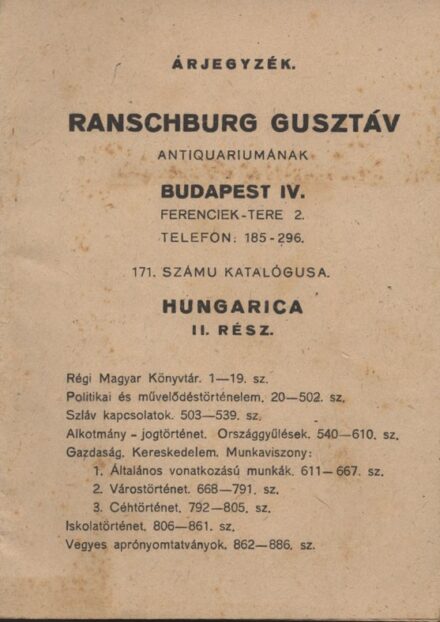 ÁRJEGYZÉK.
RANSCHBURG GUSZTÁV
ANTIQUARIUMÁNAK
BUDAPEST IV.
FERENCIEK-TERE 2.
TELEFON: 185-296.
171. SZÁMU KATALÓGUSA.
HUNGARICA
II. RÉSZ.
Régi Magyar Könyvtár. 1—19. sz.
Politikai és művelődéstörténelem. 20—502. sz.
Szláv kapcsolatok. 503—539. sz.
Alkotmány - jogtörténet. Országgyűlések. 540—610. sz.
Gazdaság. Kereskedelem. Munkaviszony:
1. Általános vonatkozású munkák. 611—667. sz.
2. Várostörténet. 668—791. sz.
3. Céhtörténet. 792—805. sz.
Iskolatörténet. 806—861. sz.
Vegyes aprónyomtatványok. 862—886. sz.